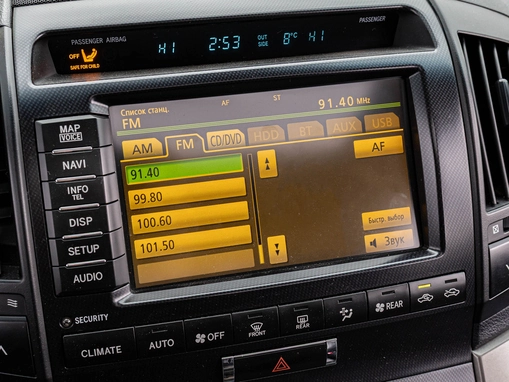 PASSENGER AIRBAG
PASSENGER
OFF
SAFE FOR CHILD
HI
2:53
OUT SIDE
8°C
HI
Список станц.
AF
ST
91.40 MHz
FM
AM
FM
CD/DVD
HDD
BT
AUX
USB
91.40
99.80
100.60
101.50
AF
Быстр. выбор
Звук
MAP
VOICE
NAVI
INFO
TEL
DISP
SETUP
AUDIO
SECURITY
CLIMATE
AUTO
OFF
FRONT
REAR
REAR